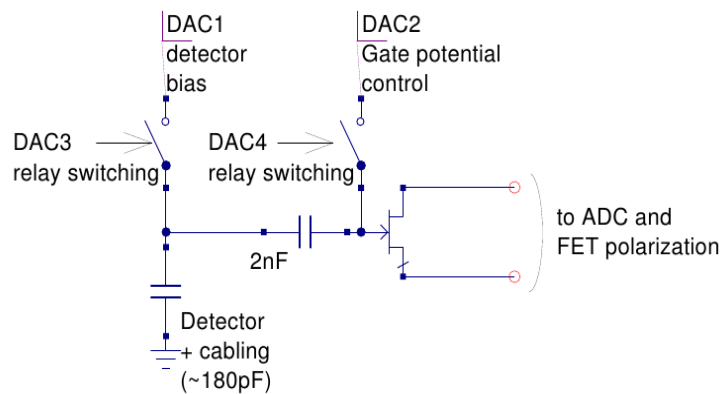 DAC1
detector
bias
DAC2
Gate potential
control
DAC3
relay switching
DAC4
relay switching
to ADC and
FET polarization
2nF
Detector
+ cabling
(~180pF)